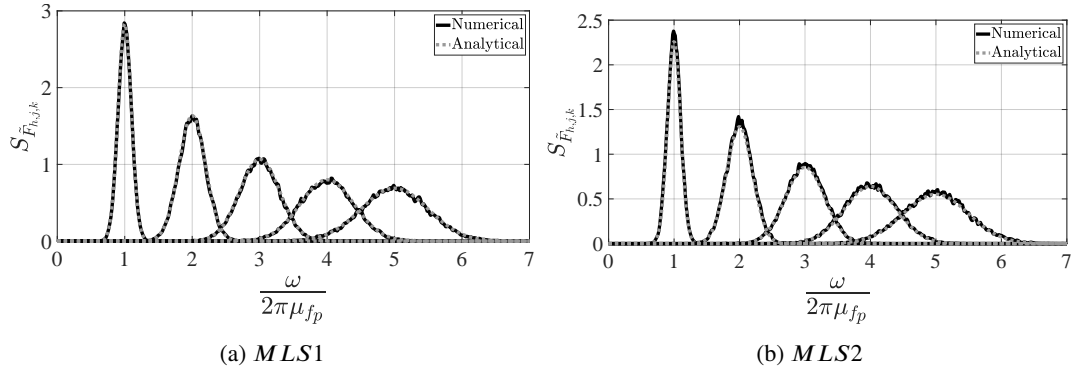 3
2
1
0
0 1 2 3 4 5 6 7
S_{\tilde{\bar{F}}_{h,j,k}}
Numerical
Analytical
ω
2πμ_{f_p}
(a) MLS1
2.5
2
1.5
1
0.5
0
0 1 2 3 4 5 6 7
S_{\tilde{\bar{F}}_{h,j,k}}
Numerical
Analytical
ω
2πμ_{f_p}
(b) MLS2